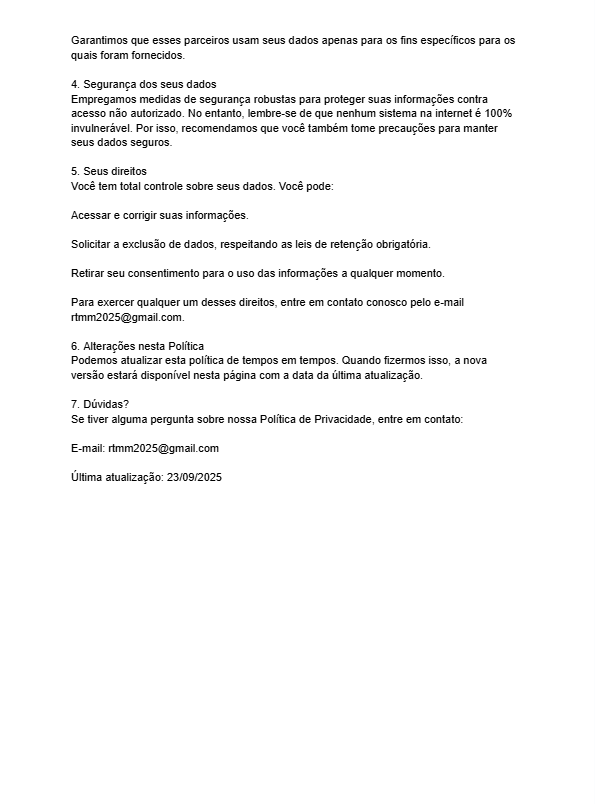 Garantimos que esses parceiros usam seus dados apenas para os fins específicos para os
quais foram fornecidos.
4. Segurança dos seus dados
Empregamos medidas de segurança robustas para proteger suas informações contra
acesso não autorizado. No entanto, lembre-se de que nenhum sistema na internet é 100%
invulnerável. Por isso, recomendamos que você também tome precauções para manter
seus dados seguros.
5. Seus direitos
Você tem total controle sobre seus dados. Você pode:
Acessar e corrigir suas informações.
Solicitar a exclusão de dados, respeitando as leis de retenção obrigatória.
Retirar seu consentimento para o uso das informações a qualquer momento.
Para exercer qualquer um desses direitos, entre em contato conosco pelo e-mail
rtmm2025@gmail.com.
6. Alterações nesta Política
Podemos atualizar esta política de tempos em tempos. Quando fizermos isso, a nova
versão estará disponível nesta página com a data da última atualização.
7. Dúvidas?
Se tiver alguma pergunta sobre nossa Política de Privacidade, entre em contato:
E-mail: rtmm2025@gmail.com
Última atualização: 23/09/2025